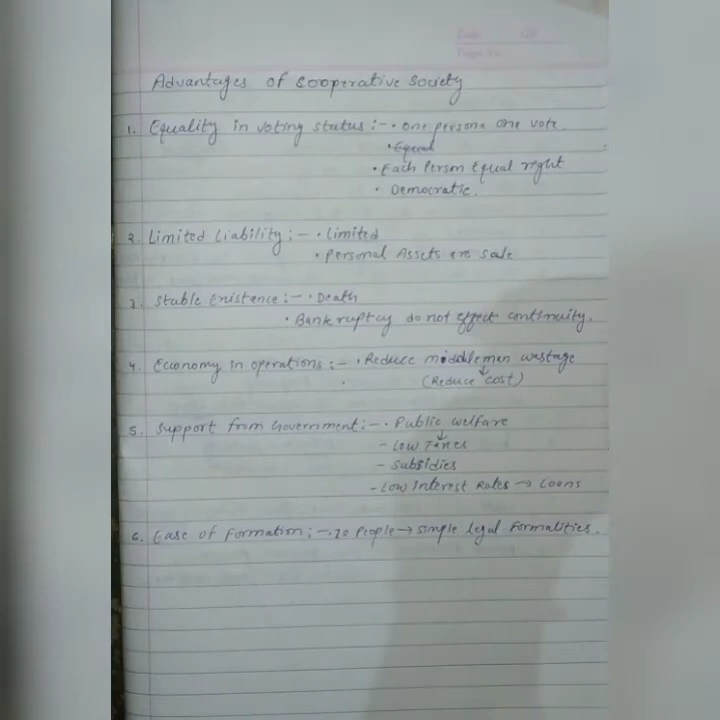 Date
Page No.
Advantages of Cooperative Society
1. Equality in voting status :- • one persone one vote
• Equal
• Each Person Equal right
• Democratic.
2. Limited Liability :- • Limited
• Personal Assets are safe
3. Stable Existence :- • Death
• Bankruptcy do not effect continuity.
4. Economy in operations :- • Reduce middlemen wastage
(Reduce cost)
5. Support from Government :- • Public welfare
- Low Taxes
- Subsidies
- Low Interest Rates → Loans
6. Ease of Formation :- • 10 People → simple legal Formalities.